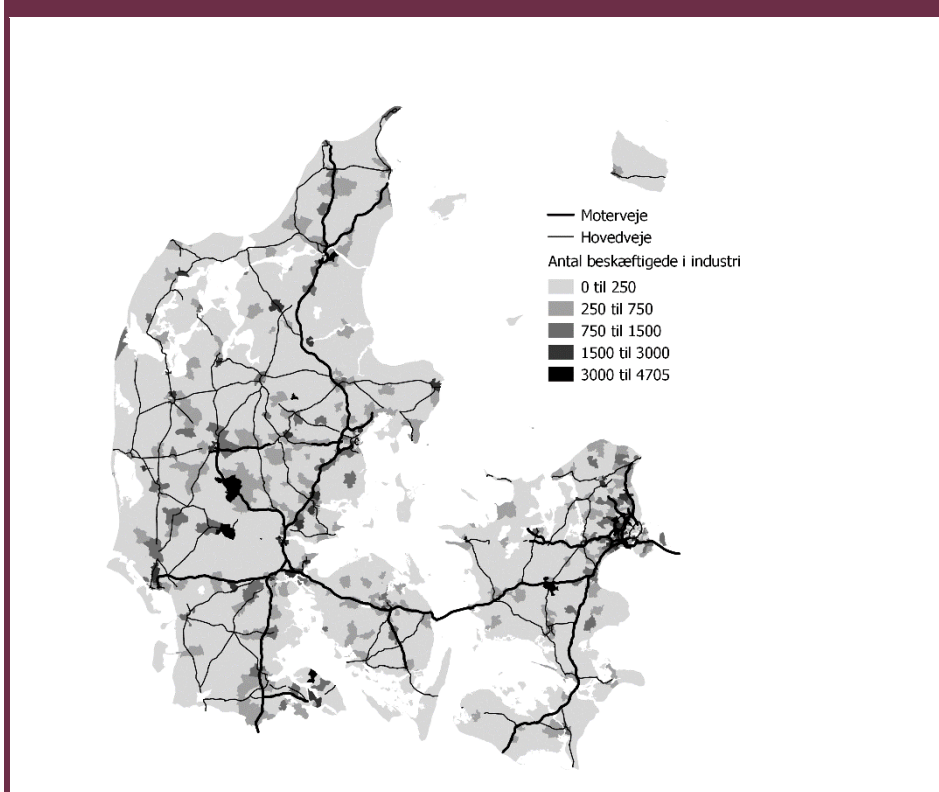 Moterveje
Hovedveje
Antal beskæftigede i industri
0 til 250
250 til 750
750 til 1500
1500 til 3000
3000 til 4705